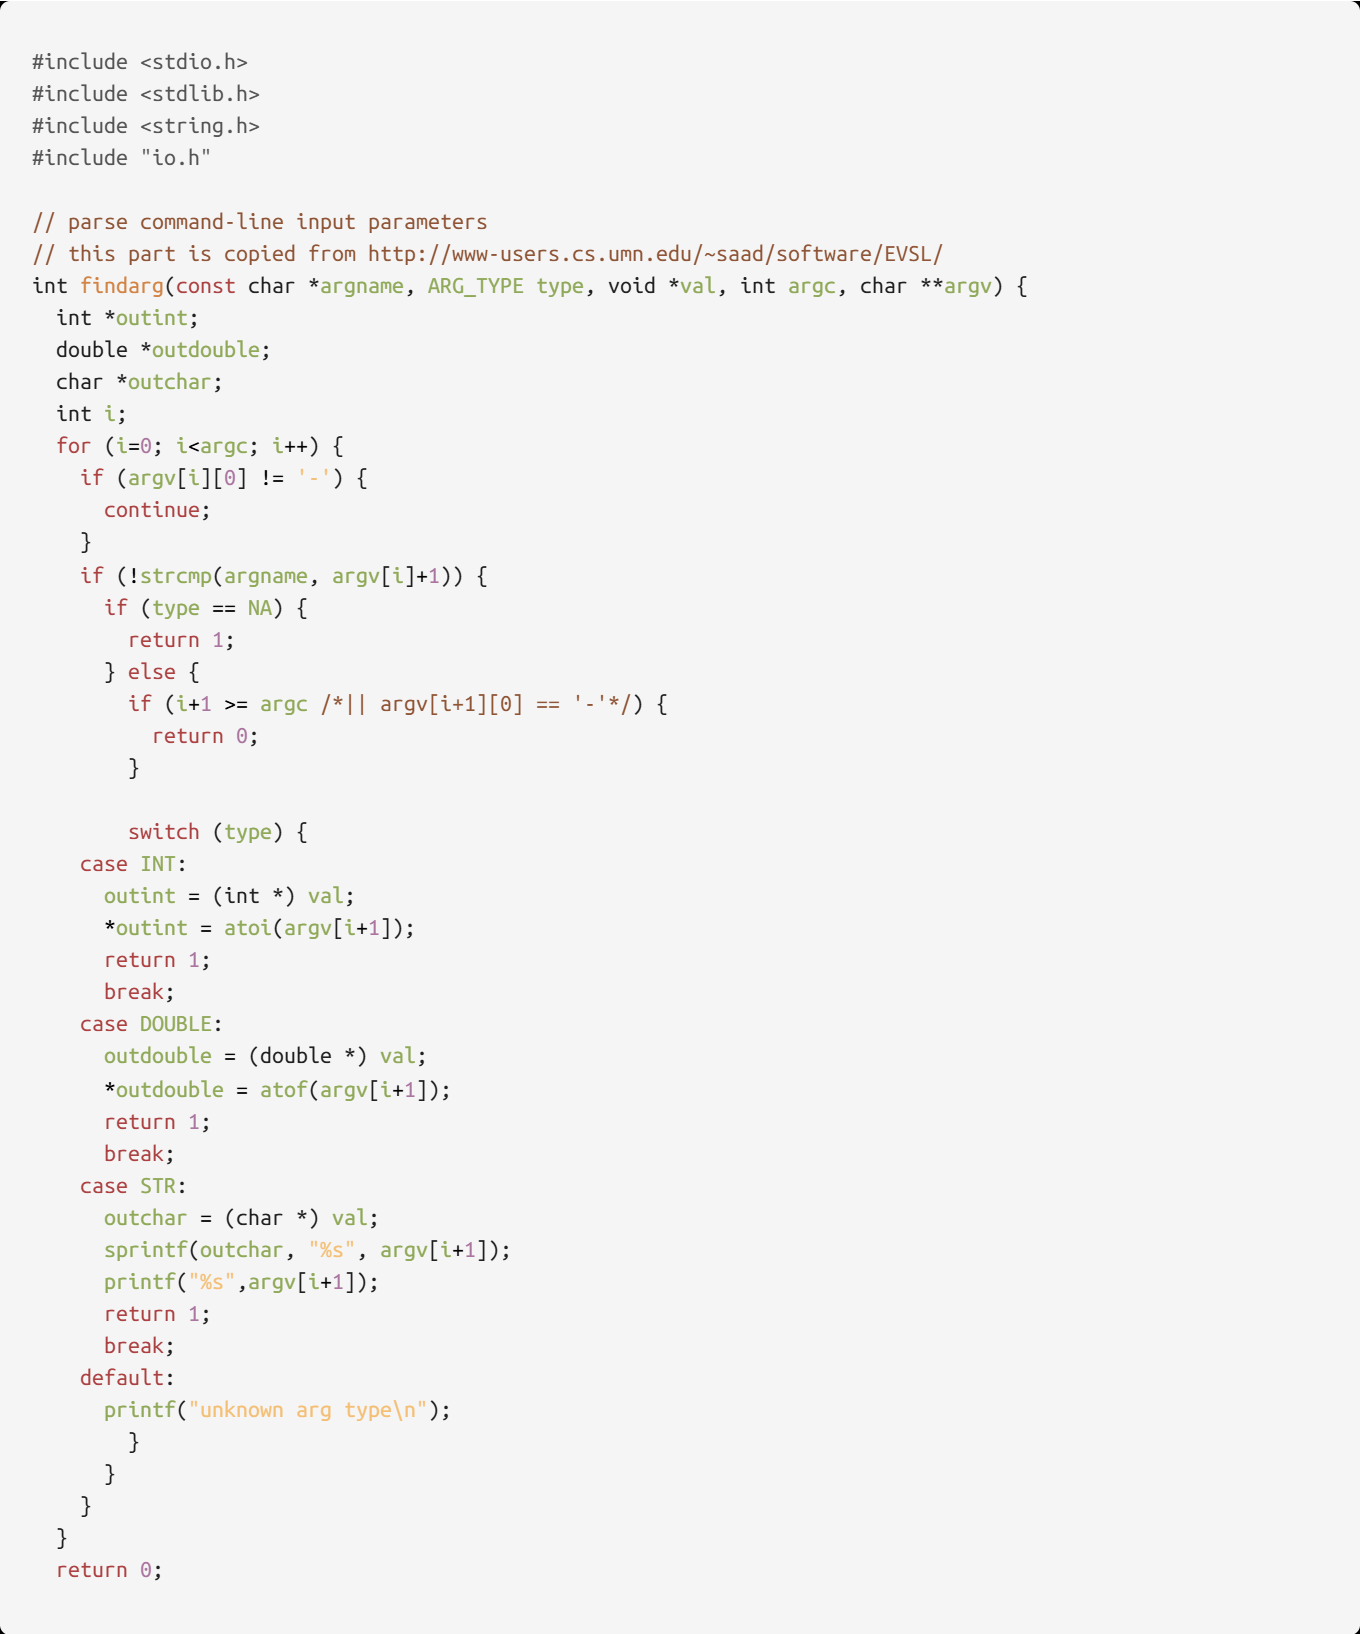 #include <stdio.h>
#include <stdlib.h>
#include <string.h>
#include "io.h"

// parse command-line input parameters
// this part is copied from http://www-users.cs.umn.edu/~saad/software/EVSL/
int findarg(const char *argname, ARG_TYPE type, void *val, int argc, char **argv) {
  int *outint;
  double *outdouble;
  char *outchar;
  int i;
  for (i=0; i<argc; i++) {
    if (argv[i][0] != '-') {
      continue;
    }
    if (!strcmp(argname, argv[i]+1)) {
      if (type == NA) {
        return 1;
      } else {
        if (i+1 >= argc /*|| argv[i+1][0] == '-'*/) {
          return 0;
        }

        switch (type) {
    case INT:
      outint = (int *) val;
      *outint = atoi(argv[i+1]);
      return 1;
      break;
    case DOUBLE:
      outdouble = (double *) val;
      *outdouble = atof(argv[i+1]);
      return 1;
      break;
    case STR:
      outchar = (char *) val;
      sprintf(outchar, "%s", argv[i+1]);
      printf("%s",argv[i+1]);
      return 1;
      break;
    default:
      printf("unknown arg type\n");
        }
      }
    }
  }
  return 0;